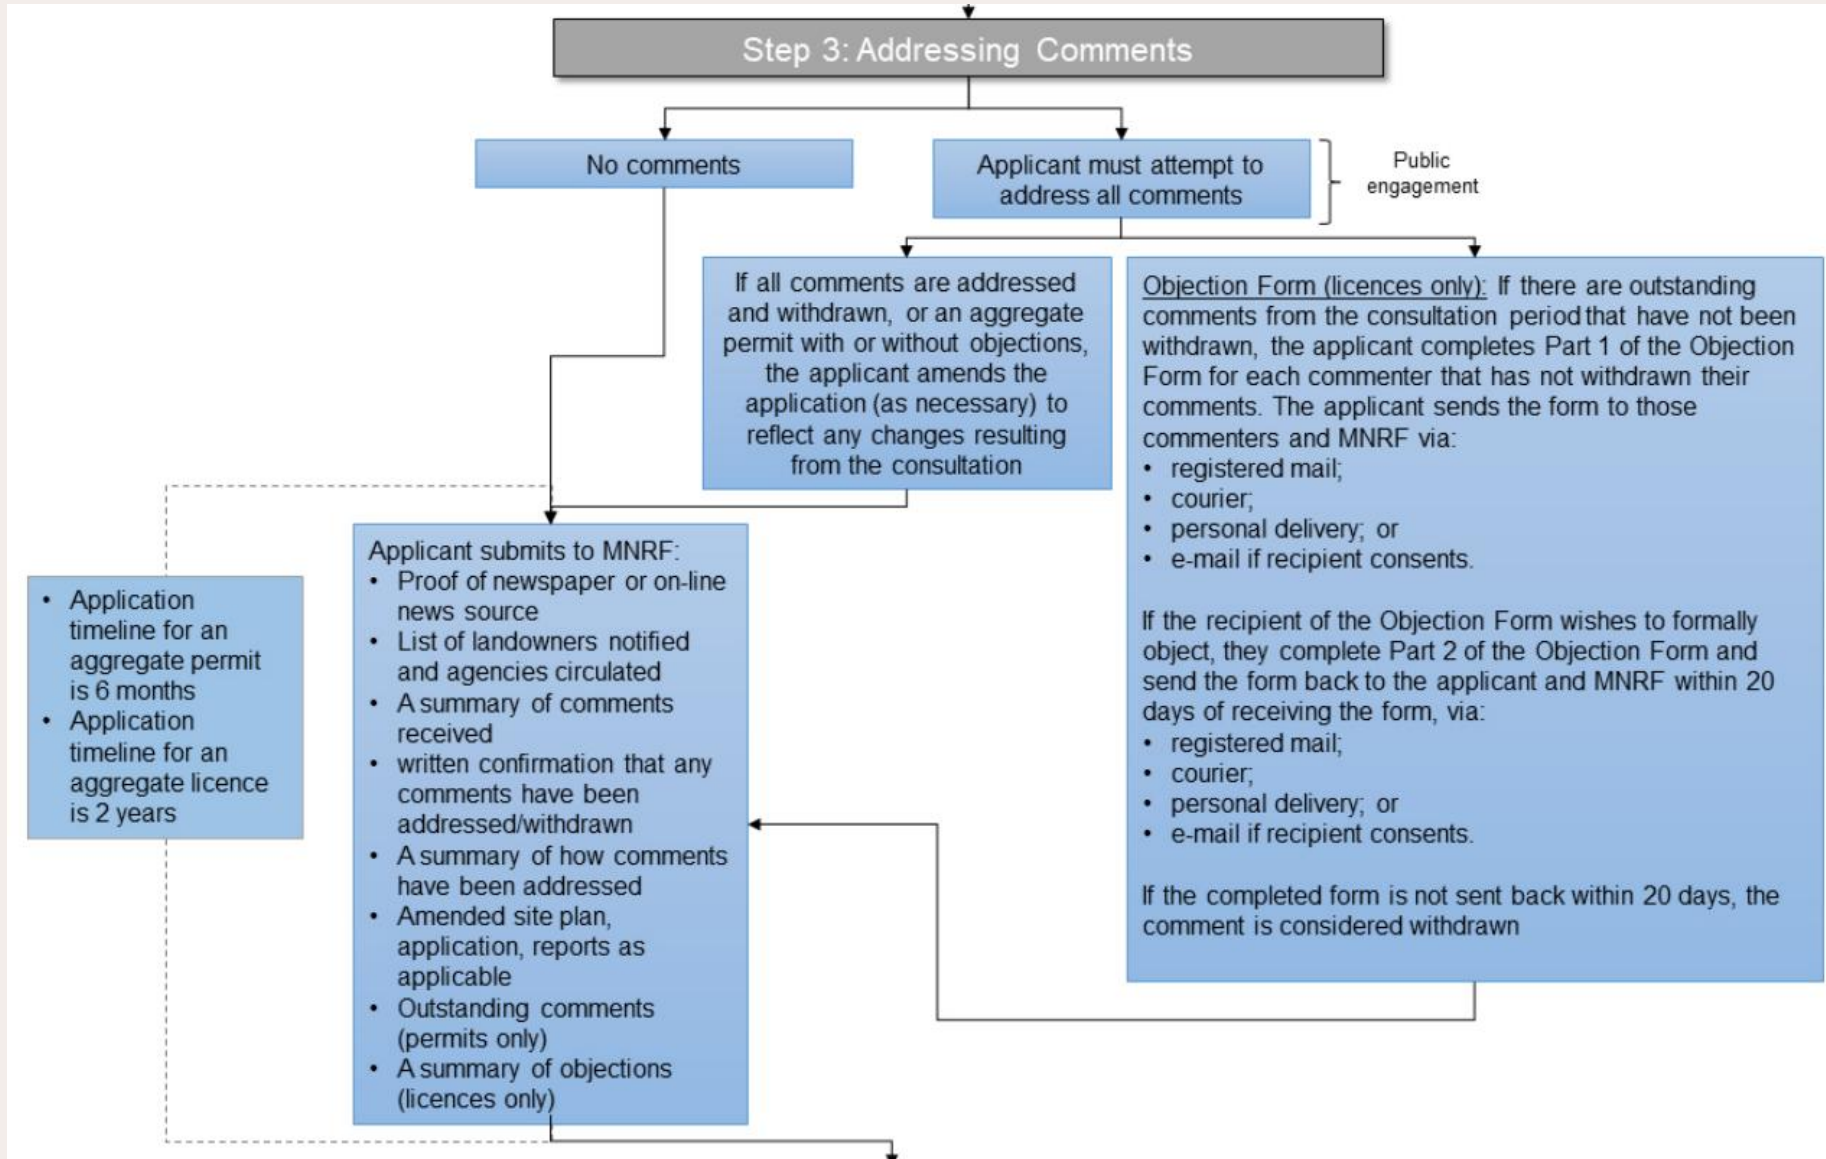 Step 3: Addressing Comments
No comments
Applicant must attempt to
address all comments
Public
engagement
If all comments are addressed
and withdrawn, or an aggregate
permit with or without objections,
the applicant amends the
application (as necessary) to
reflect any changes resulting
from the consultation
Objection Form (licences only): If there are outstanding
comments from the consultation period that have not been
withdrawn, the applicant completes Part 1 of the Objection
Form for each commenter that has not withdrawn their
comments. The applicant sends the form to those
commenters and MNRF via:
• registered mail;
• courier;
• personal delivery; or
• e-mail if recipient consents.
If the recipient of the Objection Form wishes to formally
object, they complete Part 2 of the Objection Form and
send the form back to the applicant and MNRF within 20
days of receiving the form, via:
• registered mail;
• courier;
• personal delivery; or
• e-mail if recipient consents.
If the completed form is not sent back within 20 days, the
comment is considered withdrawn
• Application
timeline for an
aggregate permit
is 6 months
• Application
timeline for an
aggregate licence
is 2 years
Applicant submits to MNRF:
• Proof of newspaper or on-line
news source
• List of landowners notified
and agencies circulated
• A summary of comments
received
• written confirmation that any
comments have been
addressed/withdrawn
• A summary of how comments
have been addressed
• Amended site plan,
application, reports as
applicable
• Outstanding comments
(permits only)
• A summary of objections
(licences only)